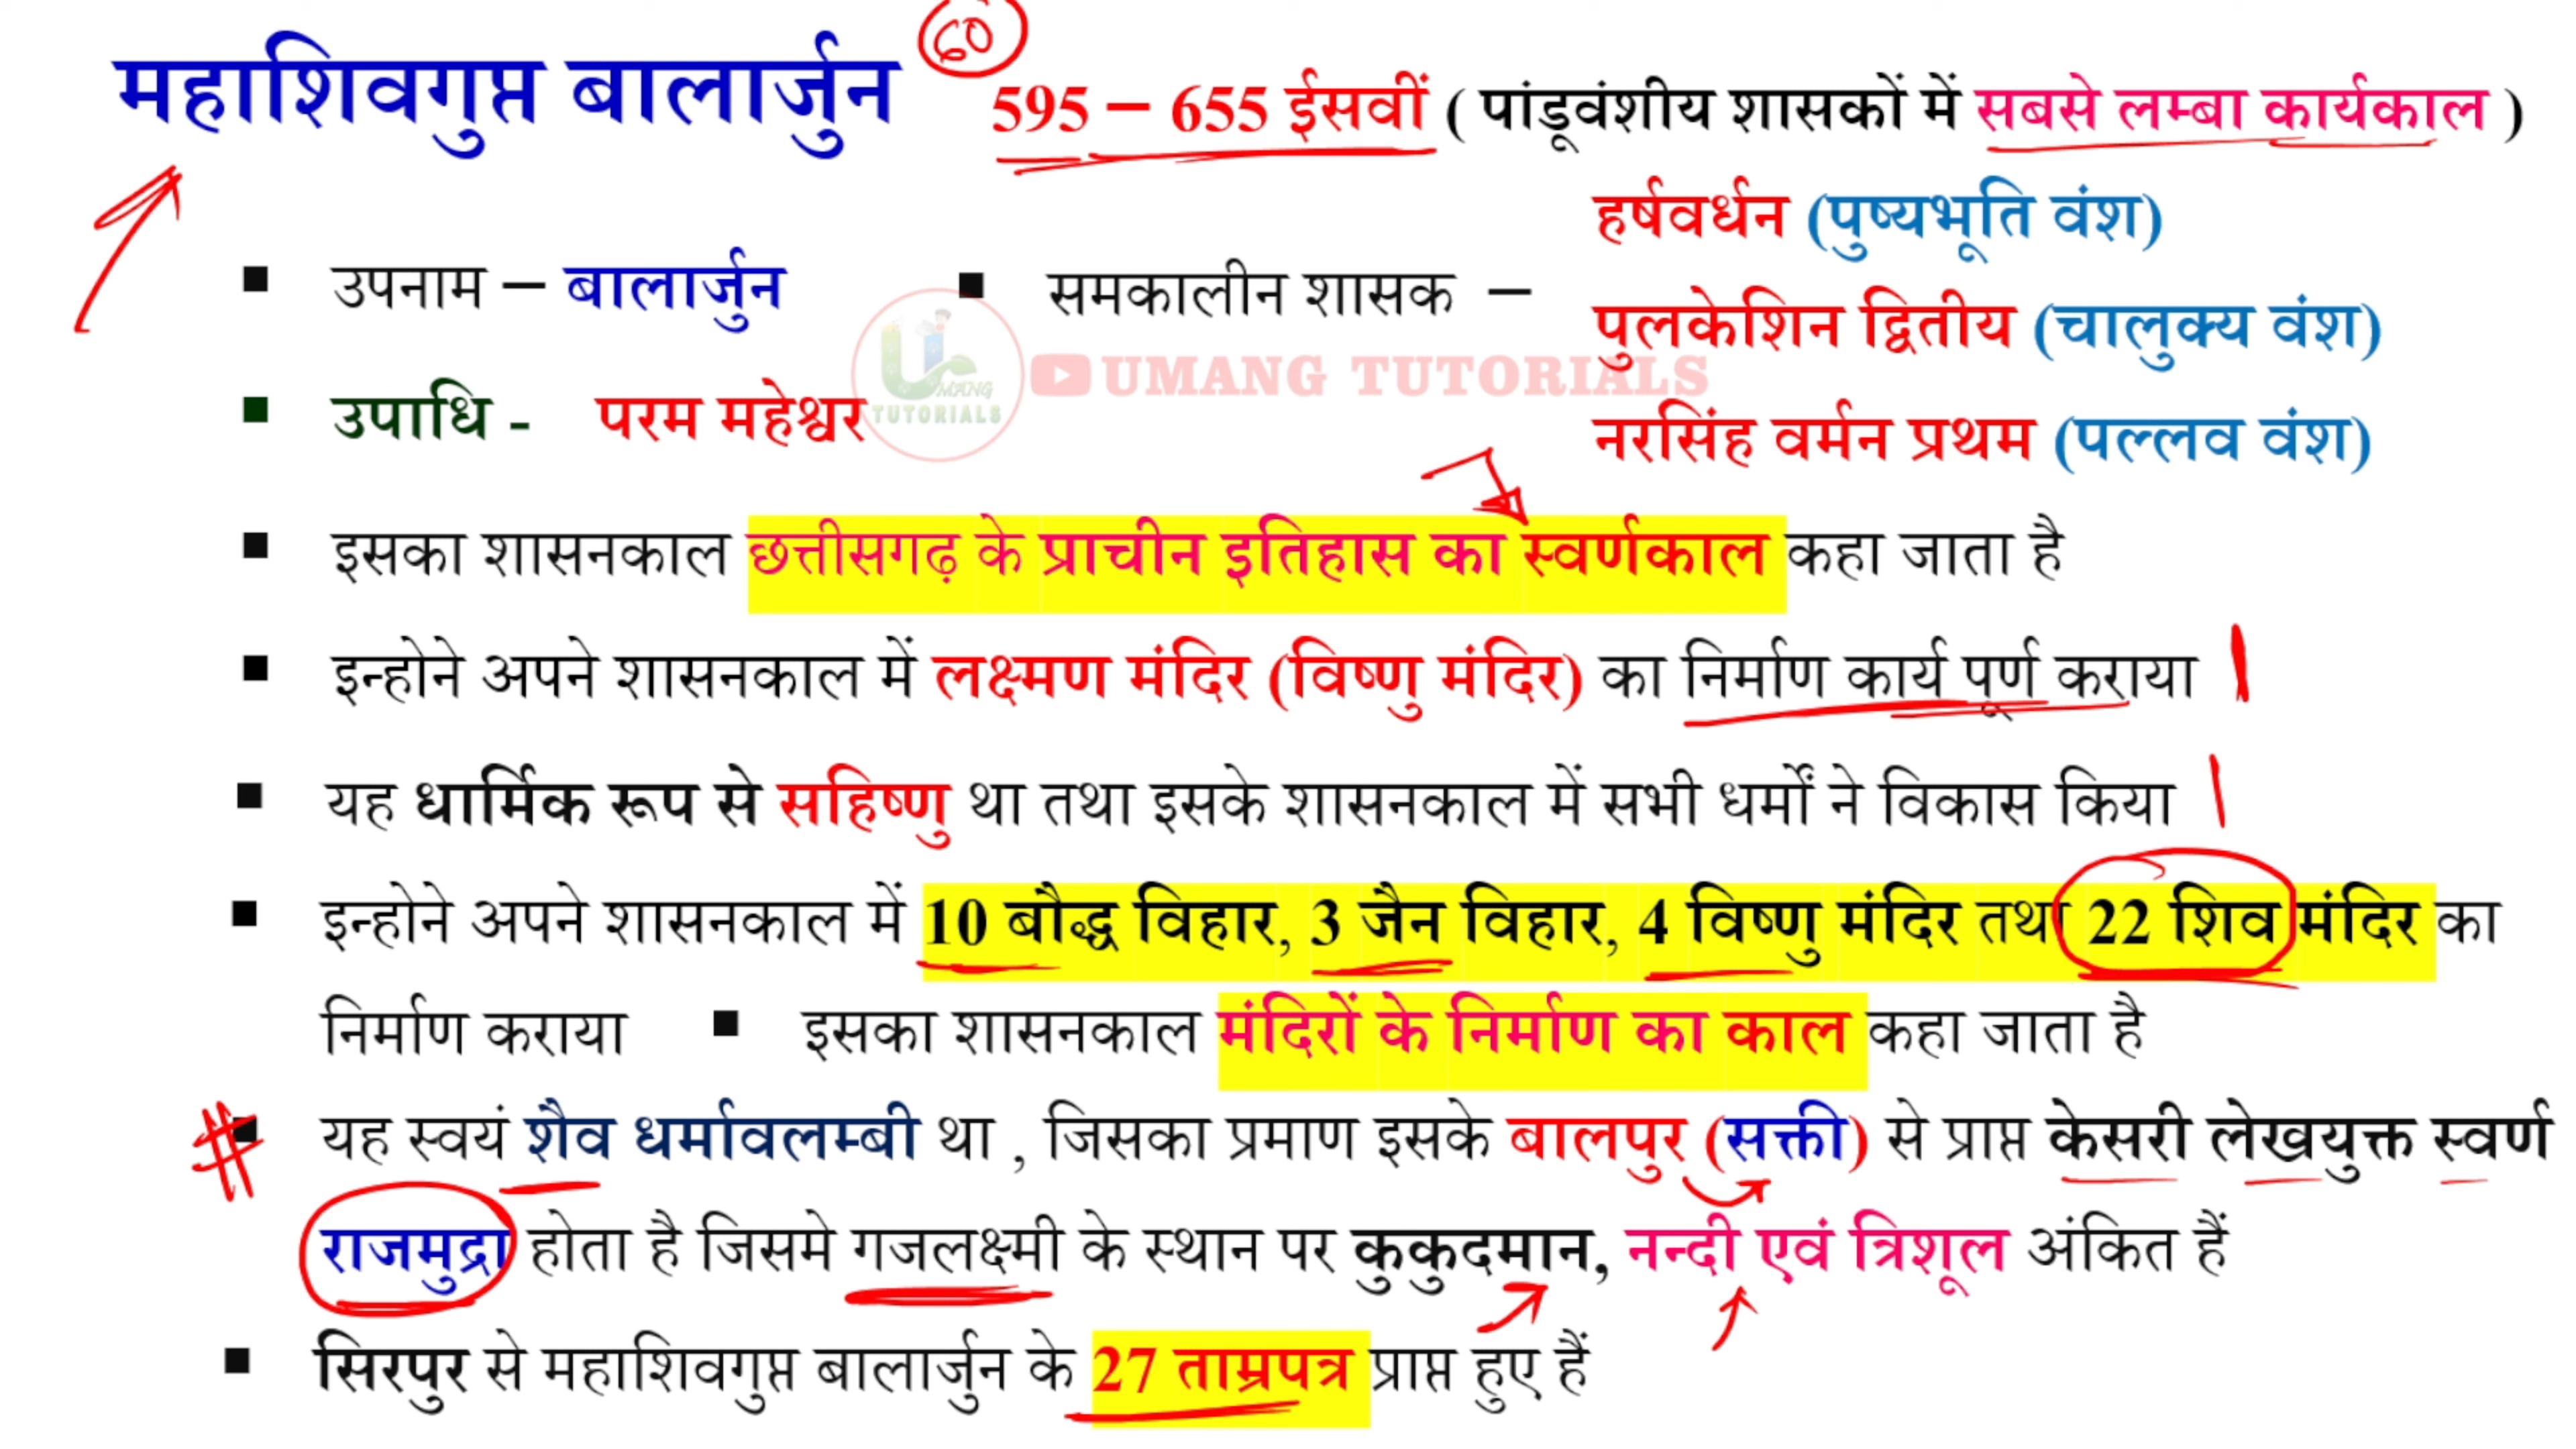 60
महाशिवगुप्त बालार्जुन 595 – 655 ईसवीं ( पांडूवंशीय शासकों में सबसे लम्बा कार्यकाल )
▪ उपनाम – बालार्जुन
▪ उपाधि - परम महेश्वर
▪ समकालीन शासक –
हर्षवर्धन (पुष्यभूति वंश)
पुलकेशिन द्वितीय (चालुक्य वंश)
नरसिंह वर्मन प्रथम (पल्लव वंश)
UMANG TUTORIALS
UMANG TUTORIALS
▪ इसका शासनकाल छत्तीसगढ़ के प्राचीन इतिहास का स्वर्णकाल कहा जाता है
▪ इन्होने अपने शासनकाल में लक्ष्मण मंदिर (विष्णु मंदिर) का निर्माण कार्य पूर्ण कराया
▪ यह धार्मिक रूप से सहिष्णु था तथा इसके शासनकाल में सभी धर्मों ने विकास किया
▪ इन्होने अपने शासनकाल में 10 बौद्ध विहार, 3 जैन विहार, 4 विष्णु मंदिर तथा 22 शिव मंदिर का
निर्माण कराया ▪ इसका शासनकाल मंदिरों के निर्माण का काल कहा जाता है
▪ यह स्वयं शैव धर्मावलम्बी था , जिसका प्रमाण इसके बालपुर (सक्ती) से प्राप्त केसरी लेखयुक्त स्वर्ण
राजमुद्रा होता है जिसमे गजलक्ष्मी के स्थान पर कुकुदमान, नन्दी एवं त्रिशूल अंकित हैं
▪ सिरपुर से महाशिवगुप्त बालार्जुन के 27 ताम्रपत्र प्राप्त हुए हैं